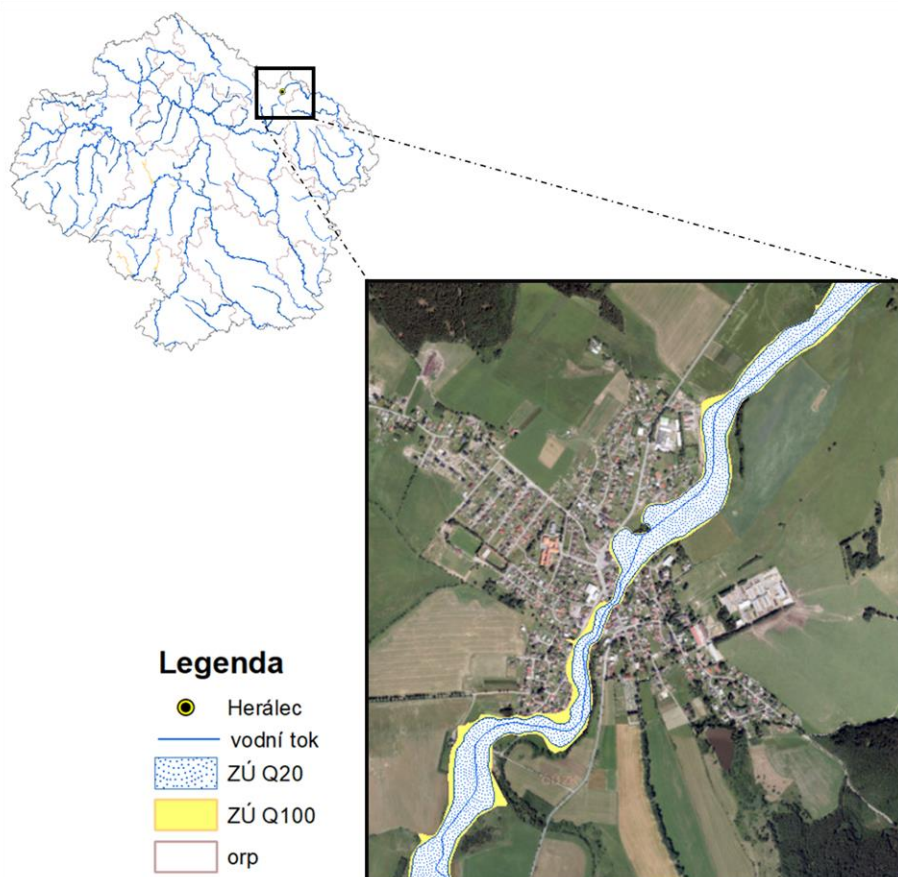 Legenda
Herálec
vodní tok
ZÚ Q20
ZÚ Q100
orp